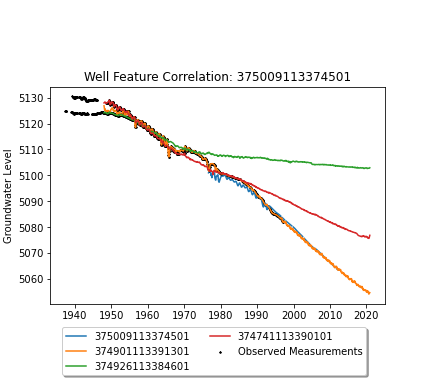 Well Feature Correlation: 375009113374501
Groundwater Level
5130
5120
5110
5100
5090
5080
5070
5060
1940 1950 1960 1970 1980 1990 2000 2010 2020
375009113374501 374741113390101
374901113391301 Observed Measurements
374926113384601